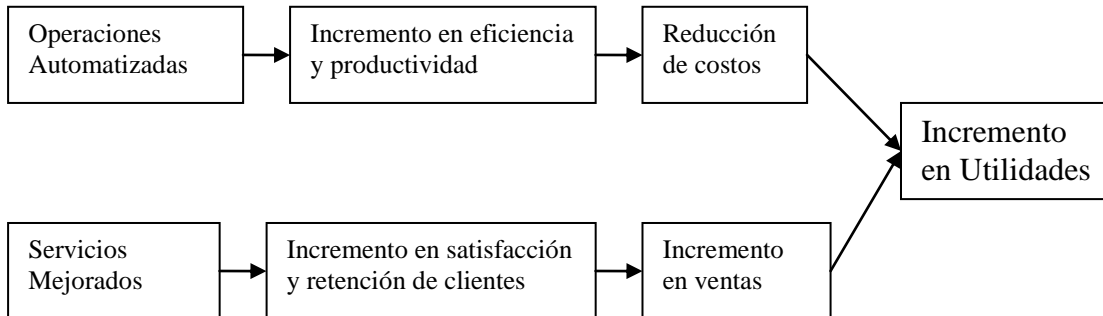 Operaciones
Automatizadas
Incremento en eficiencia
y productividad
Reducción
de costos
Incremento
en Utilidades
Servicios
Mejorados
Incremento en satisfacción
y retención de clientes
Incremento
en ventas